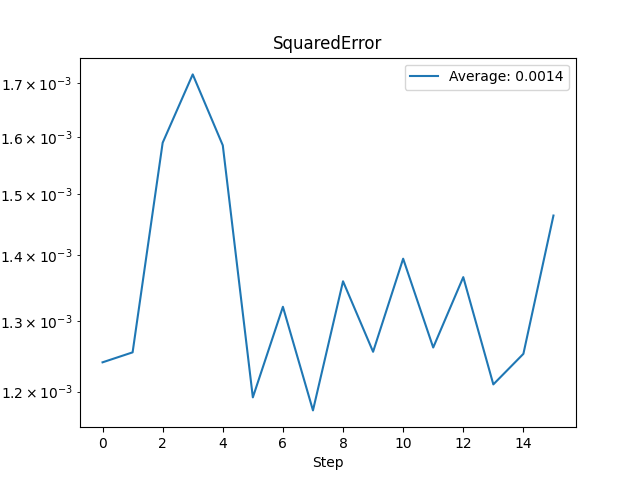 SquaredError
Average: 0.0014
1.7 × 10⁻³
1.6 × 10⁻³
1.5 × 10⁻³
1.4 × 10⁻³
1.3 × 10⁻³
1.2 × 10⁻³
0 2 4 6 8 10 12 14
Step